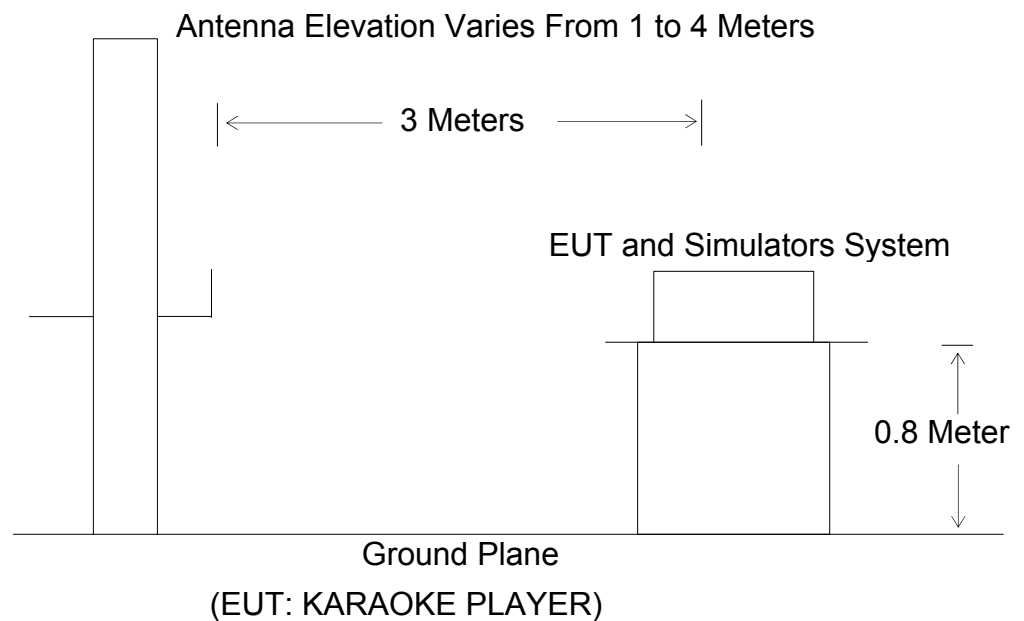 Antenna Elevation Varies From 1 to 4 Meters
3 Meters
EUT and Simulators System
0.8 Meter
Ground Plane
(EUT: KARAOKE PLAYER)